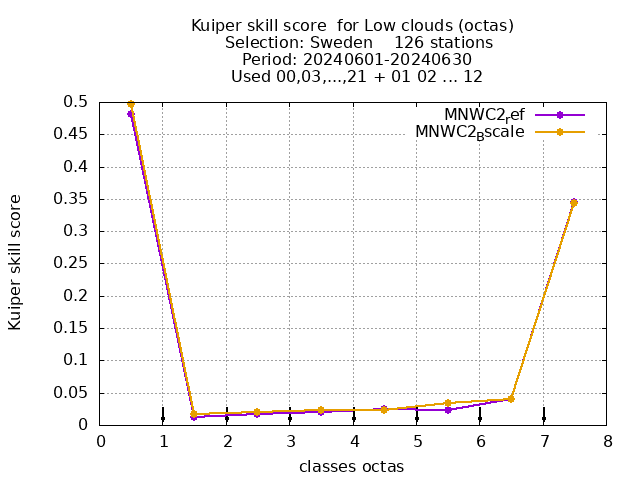 Kuiper skill score  for Low clouds (octas)
Selection: Sweden    126 stations
Period: 20240601-20240630
Used 00,03,...,21 + 01 02 ... 12
MNWC2ref
MNWC2Bscale
0.5
0.45
0.4
0.35
0.3
0.25
0.2
0.15
0.1
0.05
0
Kuiper skill score
0 1 2 3 4 5 6 7 8
classes octas